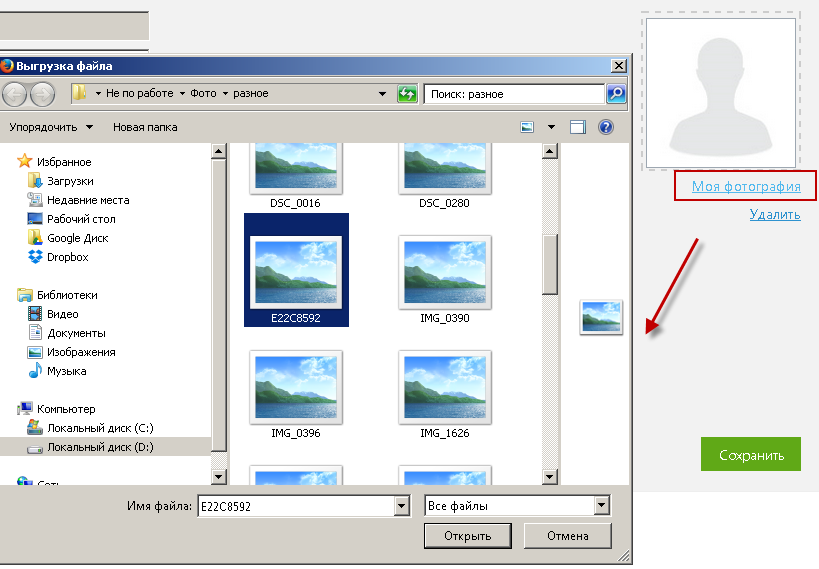 Выгрузка файла
Не по работе Фото разное
Поиск: разное
Упорядочить Новая папка
Избранное
Загрузки
Недавние места
Рабочий стол
Google Диск
Dropbox
Библиотеки
Видео
Документы
Изображения
Музыка
Компьютер
Локальный диск (C:)
Локальный диск (D:)
Сеть
DSC_0016 DSC_0280
E22C8592 IMG_0390
IMG_0396 IMG_1626
Имя файла: E22C8592 Все файлы
Открыть Отмена
Моя фотография
Удалить
Сохранить